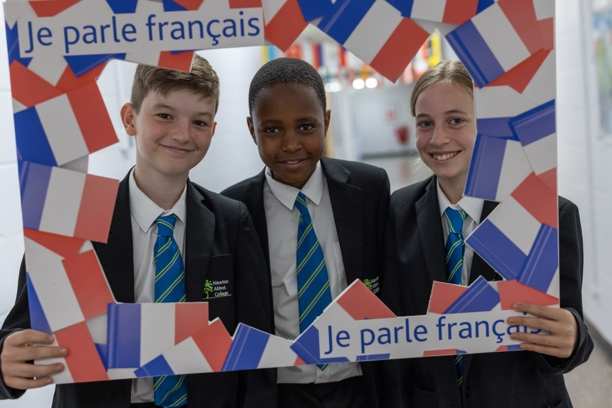 Je parle français
Newton
Abbot
College
Je parle français